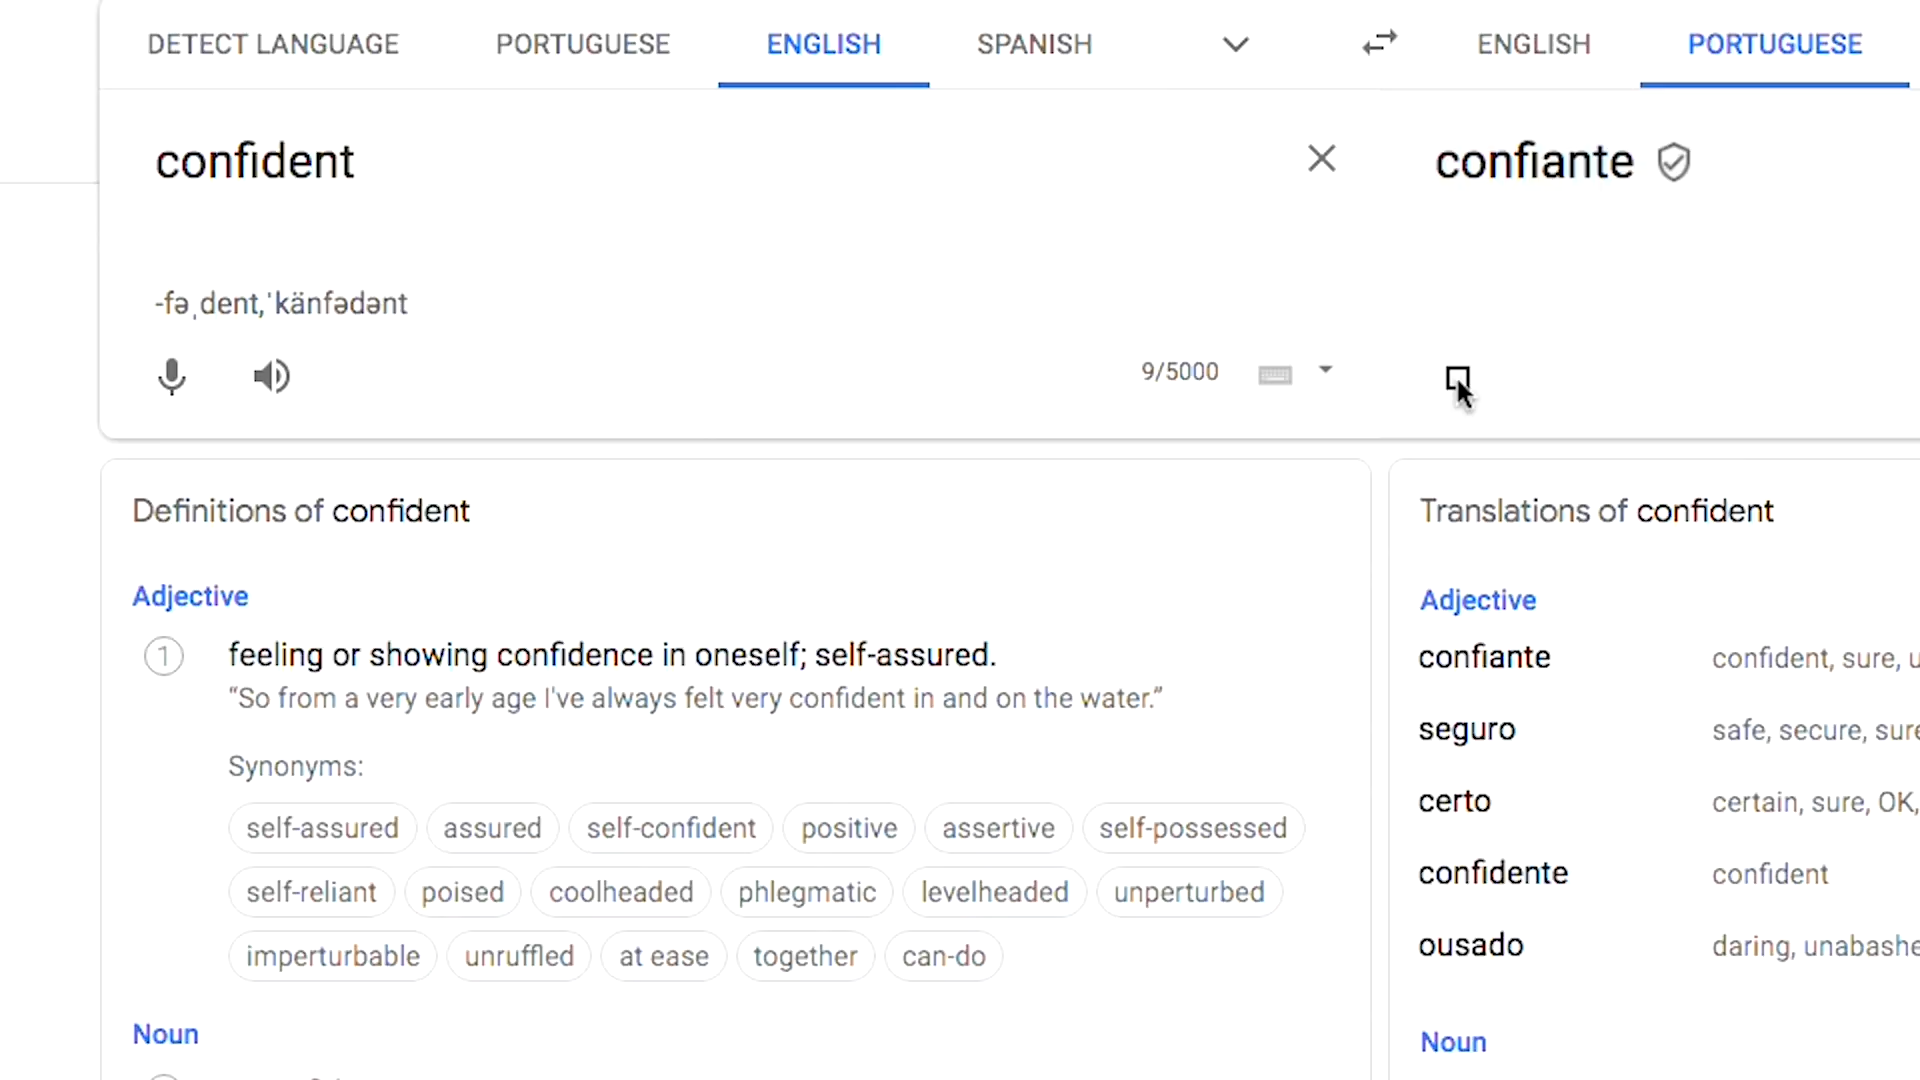 DETECT LANGUAGE PORTUGUESE ENGLISH SPANISH ENGLISH PORTUGUESE
confident
confiante
-fəˌdent,ˈkänfədənt
9/5000
Definitions of confident
Adjective
1 feeling or showing confidence in oneself; self-assured.
“So from a very early age I've always felt very confident in and on the water.”
Synonyms:
self-assured assured self-confident positive assertive self-possessed
self-reliant poised coolheaded phlegmatic levelheaded unperturbed
imperturbable unruffled at ease together can-do
Noun
Translations of confident
Adjective
confiante confident, sure,
seguro safe, secure,
certo certain, sure, OK,
confidente confident
ousado daring,
Noun